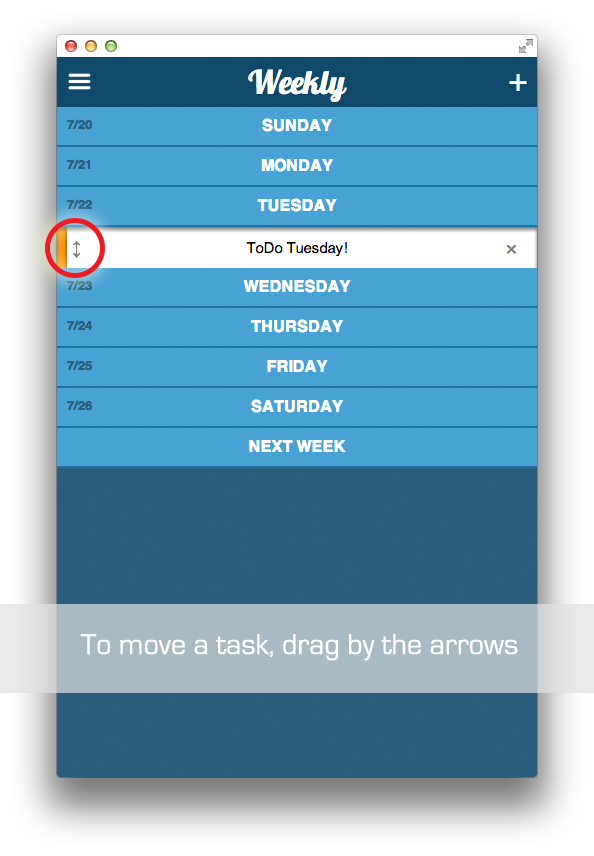 Weekly
7/20 SUNDAY
7/21 MONDAY
7/22 TUESDAY
ToDo Tuesday!
7/23 WEDNESDAY
7/24 THURSDAY
7/25 FRIDAY
7/26 SATURDAY
NEXT WEEK
To move a task, drag by the arrows